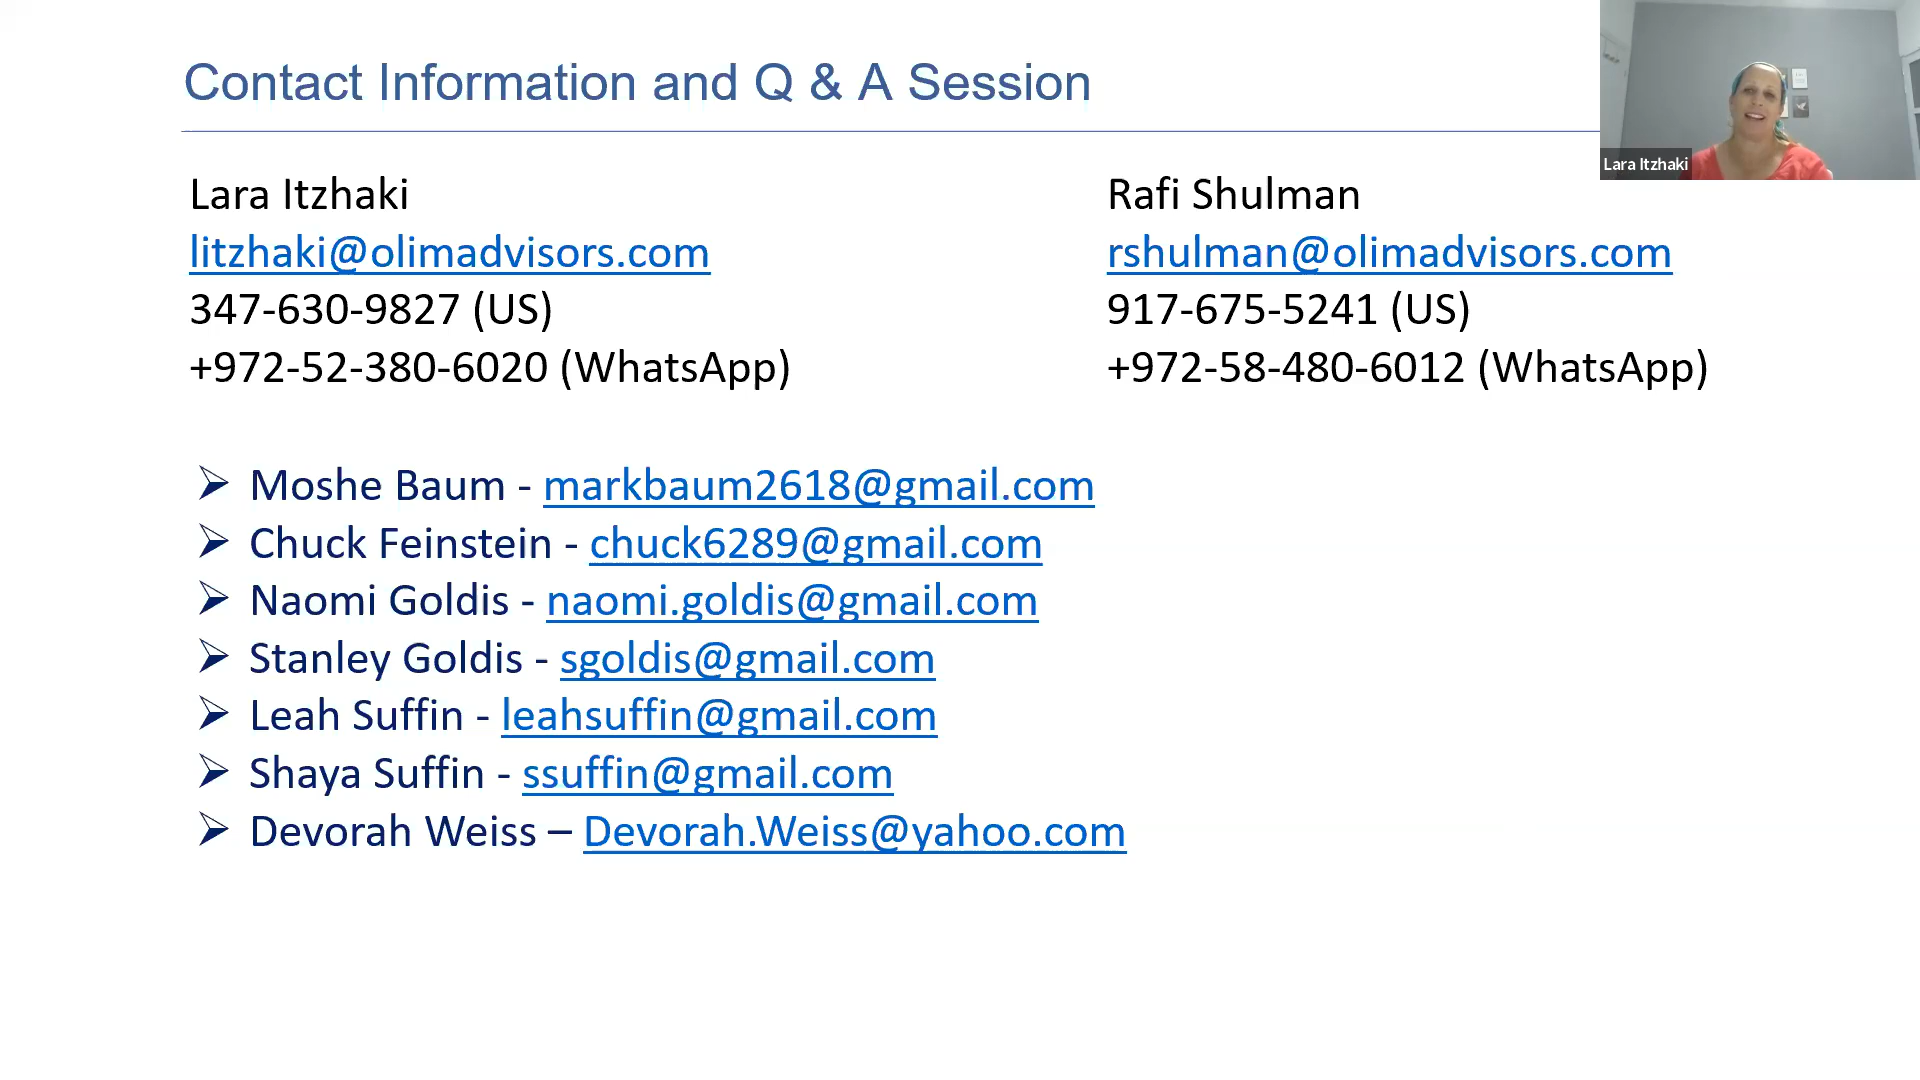 Contact Information and Q & A Session
Lara Itzhaki
Lara Itzhaki
litzhaki@olimadvisors.com
347-630-9827 (US)
+972-52-380-6020 (WhatsApp)
Rafi Shulman
rshulman@olimadvisors.com
917-675-5241 (US)
+972-58-480-6012 (WhatsApp)
➢ Moshe Baum - markbaum2618@gmail.com
➢ Chuck Feinstein - chuck6289@gmail.com
➢ Naomi Goldis - naomi.goldis@gmail.com
➢ Stanley Goldis - sgoldis@gmail.com
➢ Leah Suffin - leahsuffin@gmail.com
➢ Shaya Suffin - ssuffin@gmail.com
➢ Devorah Weiss – Devorah.Weiss@yahoo.com